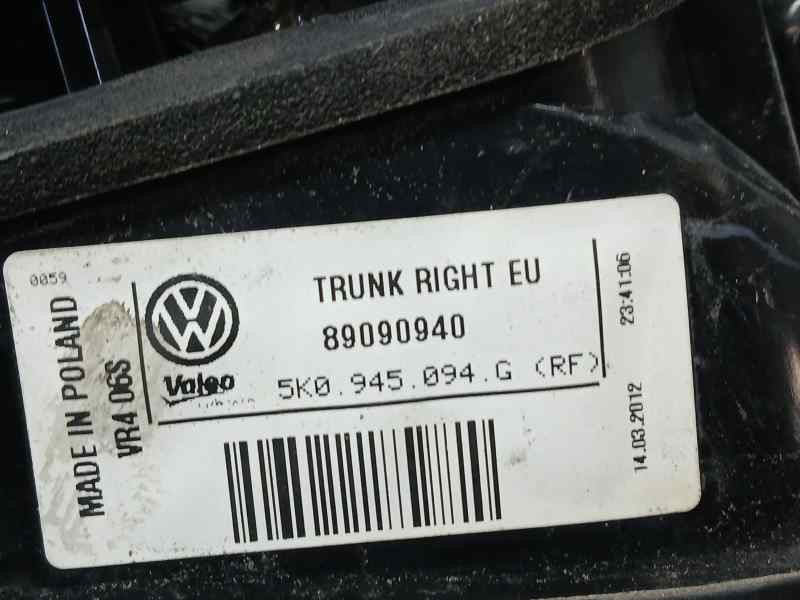 0059
MADE IN POLAND
VR4 06S
Valeo
TRUNK RIGHT EU
89090940
5K0.945.094.G (RF)
23:41:06
14.03.2012